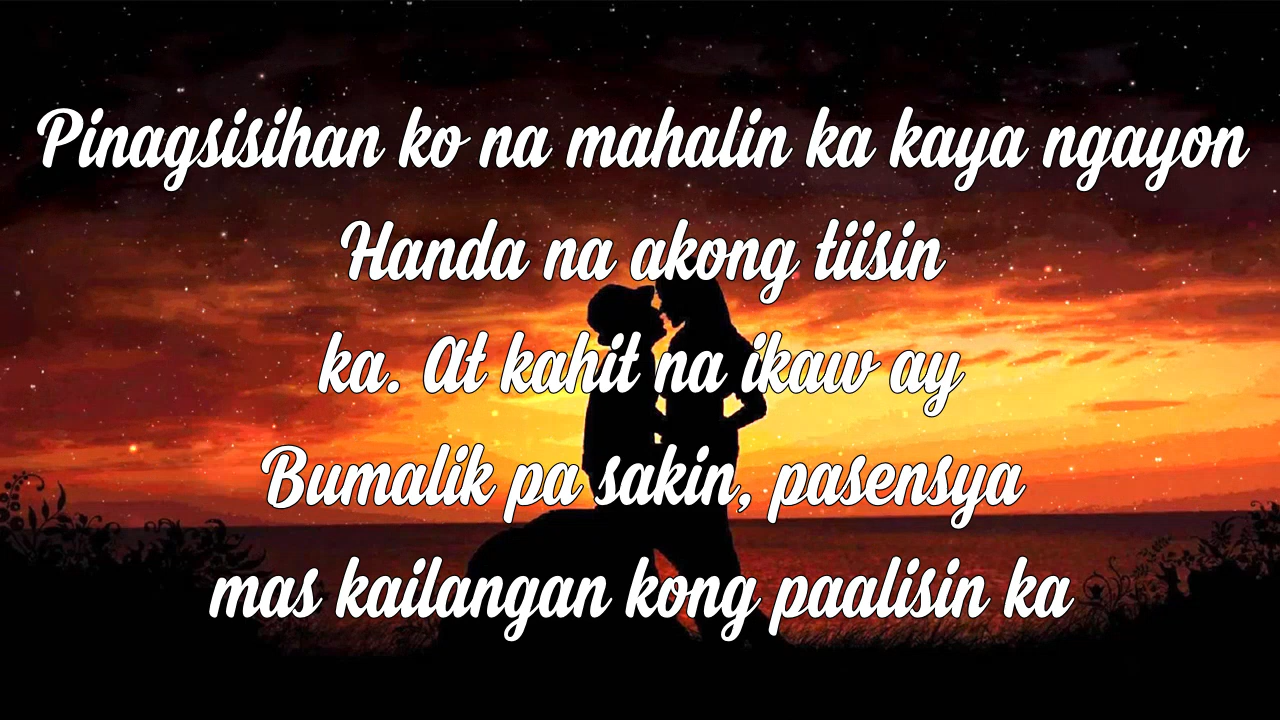 Pinagsisihan ko na mahalin ka kaya ngayon
Handa na akong tiisin
ka. At kahit na ikaw ay
Bumalik pa sakin, pasensya
mas kailangan kong paalisin ka